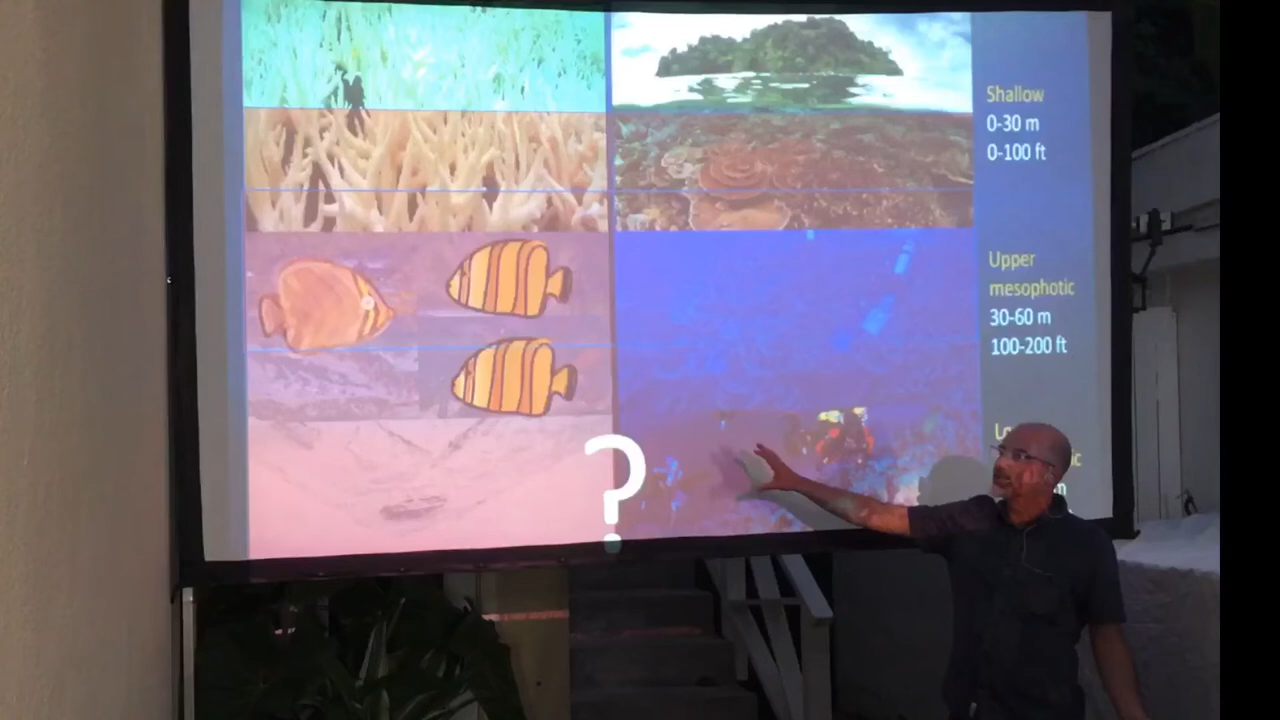 Shallow
0-30 m
0-100 ft
Upper
mesophotic
30-60 m
100-200 ft
?